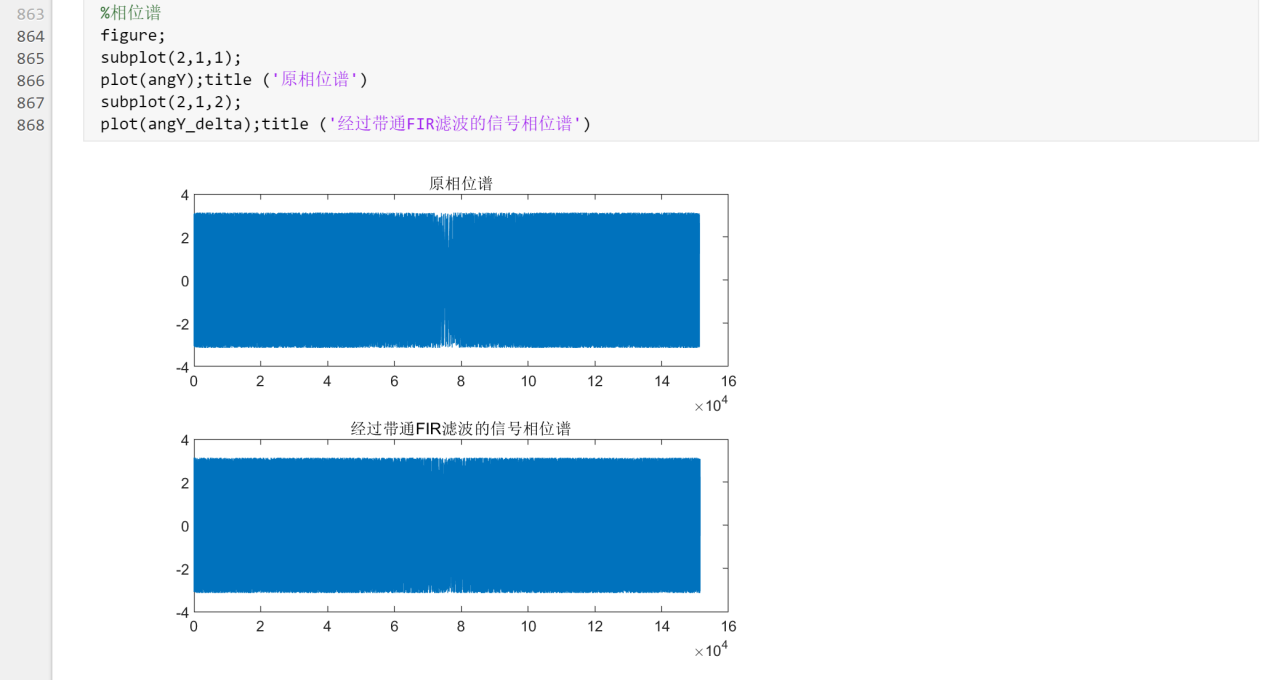 863 %相位谱
864 figure;
865 subplot(2,1,1);
866 plot(angY);title ('原相位谱')
867 subplot(2,1,2);
868 plot(angY_delta);title ('经过带通FIR滤波的信号相位谱')
原相位谱
4
2
0
-2
-4
0 2 4 6 8 10 12 14 16
×10^4
经过带通FIR滤波的信号相位谱
4
2
0
-2
-4
0 2 4 6 8 10 12 14 16
×10^4